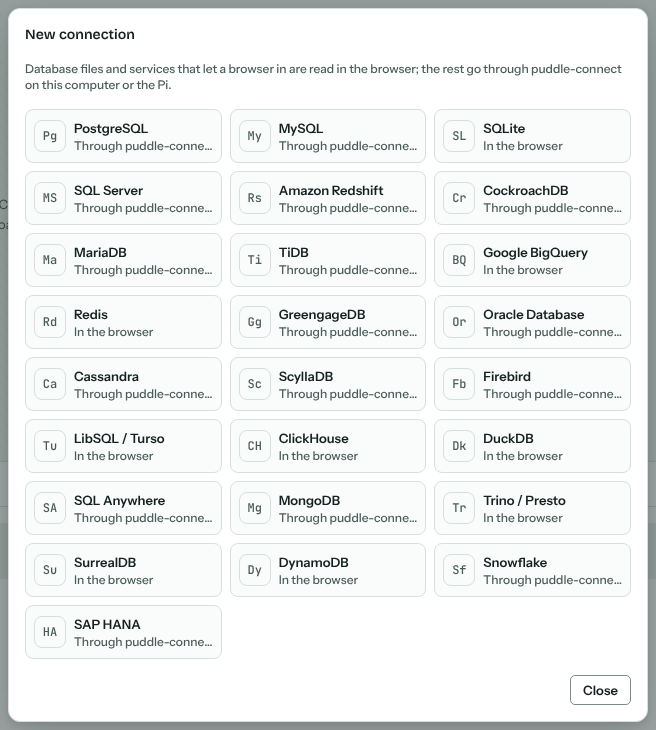 New connection
Database files and services that let a browser in are read in the browser; the rest go through puddle-connect
on this computer or the Pi.
Pg PostgreSQL
Through puddle-conne...
My MySQL
Through puddle-conne...
SL SQLite
In the browser
MS SQL Server
Through puddle-conne...
Rs Amazon Redshift
Through puddle-conne...
Cr CockroachDB
Through puddle-conne...
Ma MariaDB
Through puddle-conne...
Ti TiDB
Through puddle-conne...
BQ Google BigQuery
In the browser
Rd Redis
In the browser
Gg GreengageDB
Through puddle-conne...
Or Oracle Database
Through puddle-conne...
Ca Cassandra
Through puddle-conne...
Sc ScyllaDB
Through puddle-conne...
Fb Firebird
Through puddle-conne...
Tu LibSQL / Turso
In the browser
CH ClickHouse
In the browser
Dk DuckDB
In the browser
SA SQL Anywhere
Through puddle-conne...
Mg MongoDB
Through puddle-conne...
Tr Trino / Presto
In the browser
Su SurrealDB
In the browser
Dy DynamoDB
In the browser
Sf Snowflake
Through puddle-conne...
HA SAP HANA
Through puddle-conne...
Close